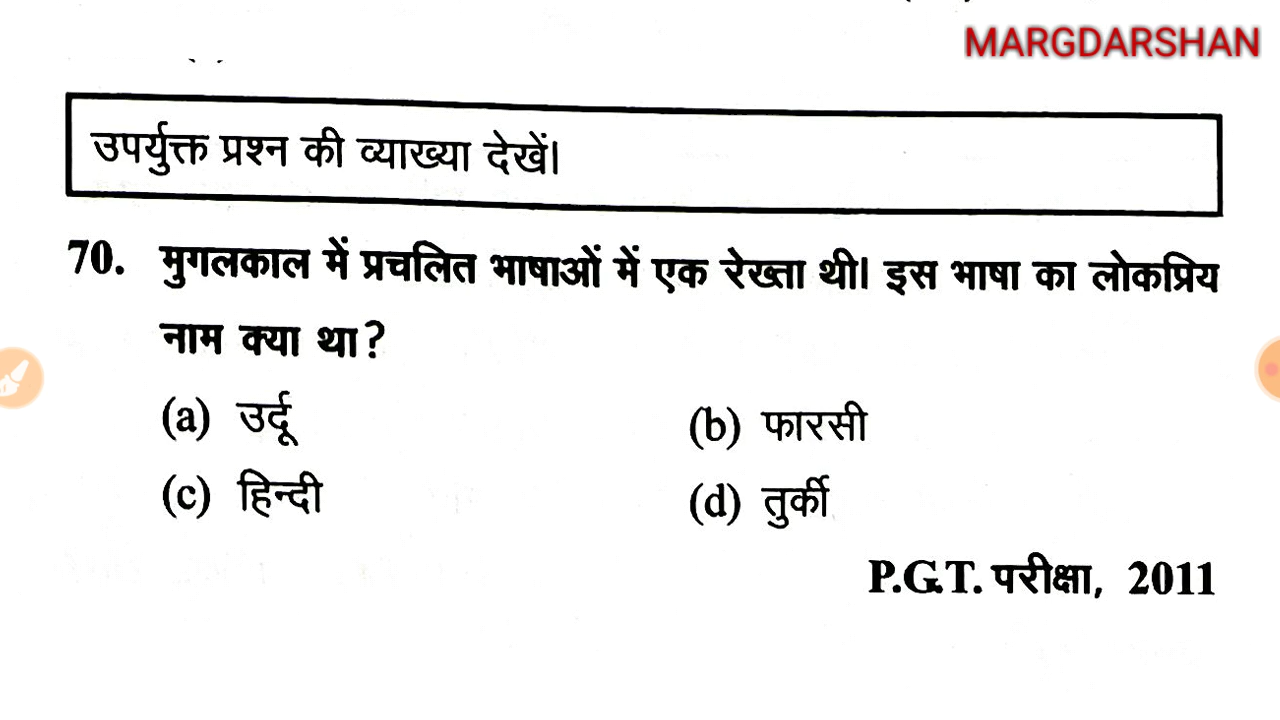 MARGDARSHAN
उपर्युक्त प्रश्न की व्याख्या देखें।
70. मुगलकाल में प्रचलित भाषाओं में एक रेख्ता थी। इस भाषा का लोकप्रिय
नाम क्या था?
(a) उर्दू (b) फारसी
(c) हिन्दी (d) तुर्की
P.G.T. परीक्षा, 2011